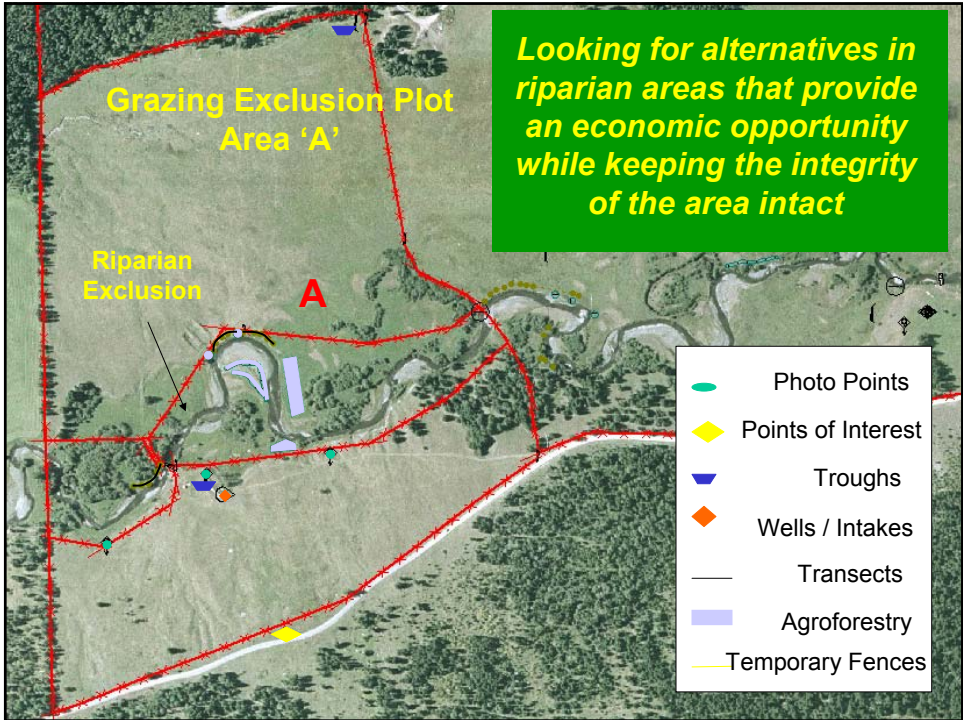 Grazing Exclusion Plot
Area ‘A’
Looking for alternatives in
riparian areas that provide
an economic opportunity
while keeping the integrity
of the area intact
Riparian
Exclusion
A
Photo Points
Points of Interest
Troughs
Wells / Intakes
Transects
Agroforestry
Temporary Fences